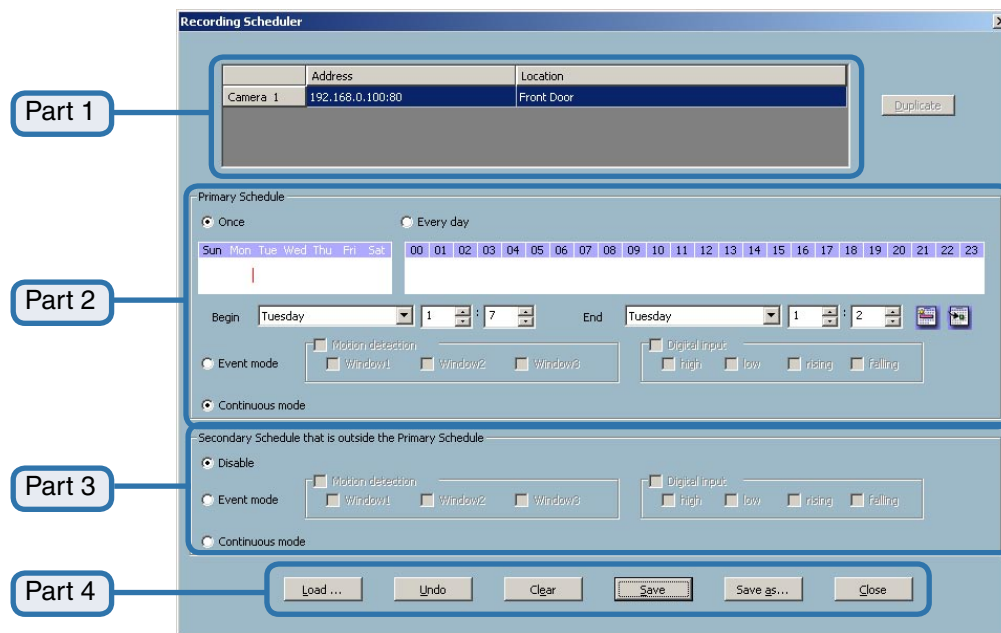 Recording Scheduler
Address Location
Camera 1 192.168.0.100:80 Front Door
Duplicate
Part 1
Primary Schedule
Once Every day
Sun Mon Tue Wed Thu Fri Sat 00 01 02 03 04 05 06 07 08 09 10 11 12 13 14 15 16 17 18 19 20 21 22 23
Part 2
Begin Tuesday 1 : 7 End Tuesday 1 : 2
Motion detection Digital input
Event mode Window1 Window2 Window3 high low rising falling
Continuous mode
Secondary Schedule that is outside the Primary Schedule
Disable
Part 3
Motion detection Digital input
Event mode Window1 Window2 Window3 high low rising falling
Continuous mode
Part 4
Load ... Undo Clear Save Save as... Close